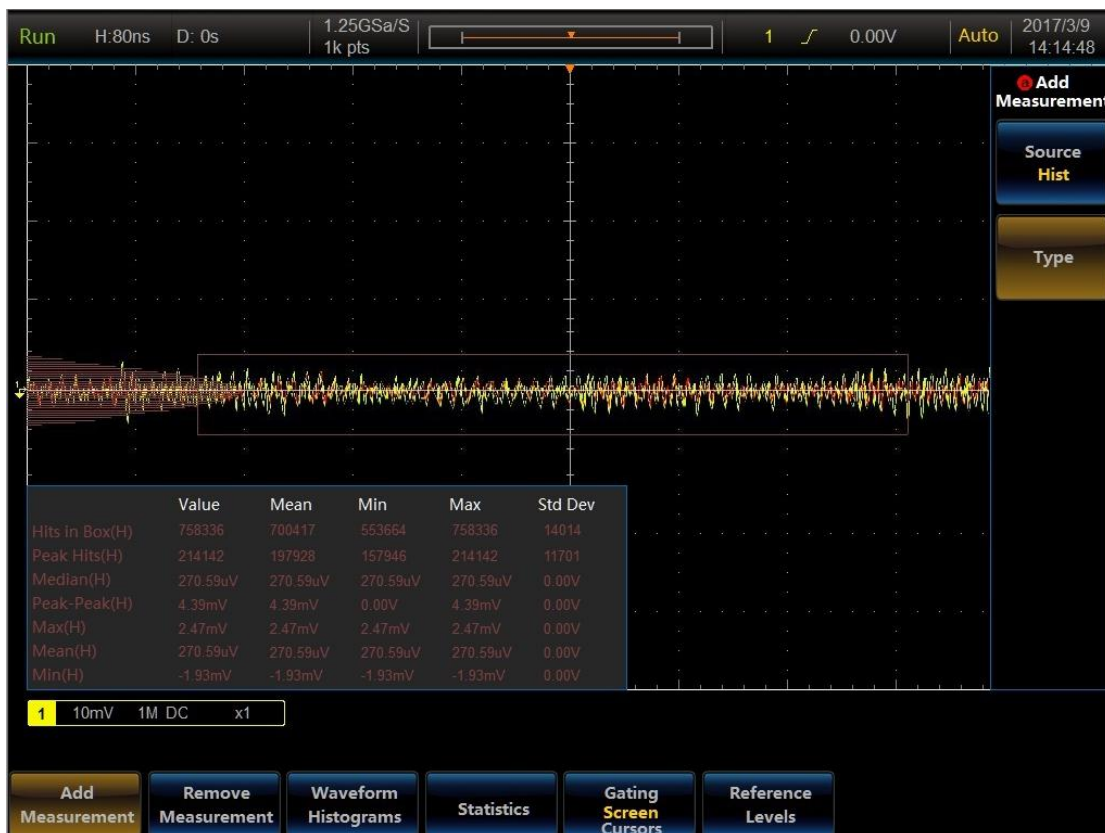 Run H:80ns D: 0s 1.25GSa/S 1 0.00V Auto 2017/3/9
1k pts 14:14:48
a Add
Measurement
Source
Hist
Type
1
Value Mean Min Max Std Dev
Hits in Box(H) 758336 700417 553664 758336 14014
Peak Hits(H) 214142 197928 157946 214142 11701
Median(H) 270.59uV 270.59uV 270.59uV 270.59uV 0.00V
Peak-Peak(H) 4.39mV 4.39mV 0.00V 4.39mV 0.00V
Max(H) 2.47mV 2.47mV 2.47mV 2.47mV 0.00V
Mean(H) 270.59uV 270.59uV 270.59uV 270.59uV 0.00V
Min(H) -1.93mV -1.93mV -1.93mV -1.93mV 0.00V
1 10mV 1M DC x1
Add
Measurement
Remove
Measurement
Waveform
Histograms
Statistics
Gating
Screen
Cursors
Reference
Levels